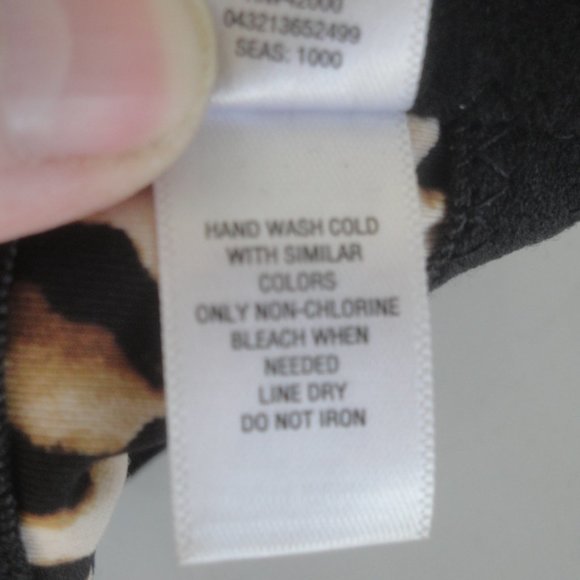 043213652499
SEAS: 1000
HAND WASH COLD
WITH SIMILAR
COLORS
ONLY NON-CHLORINE
BLEACH WHEN
NEEDED
LINE DRY
DO NOT IRON